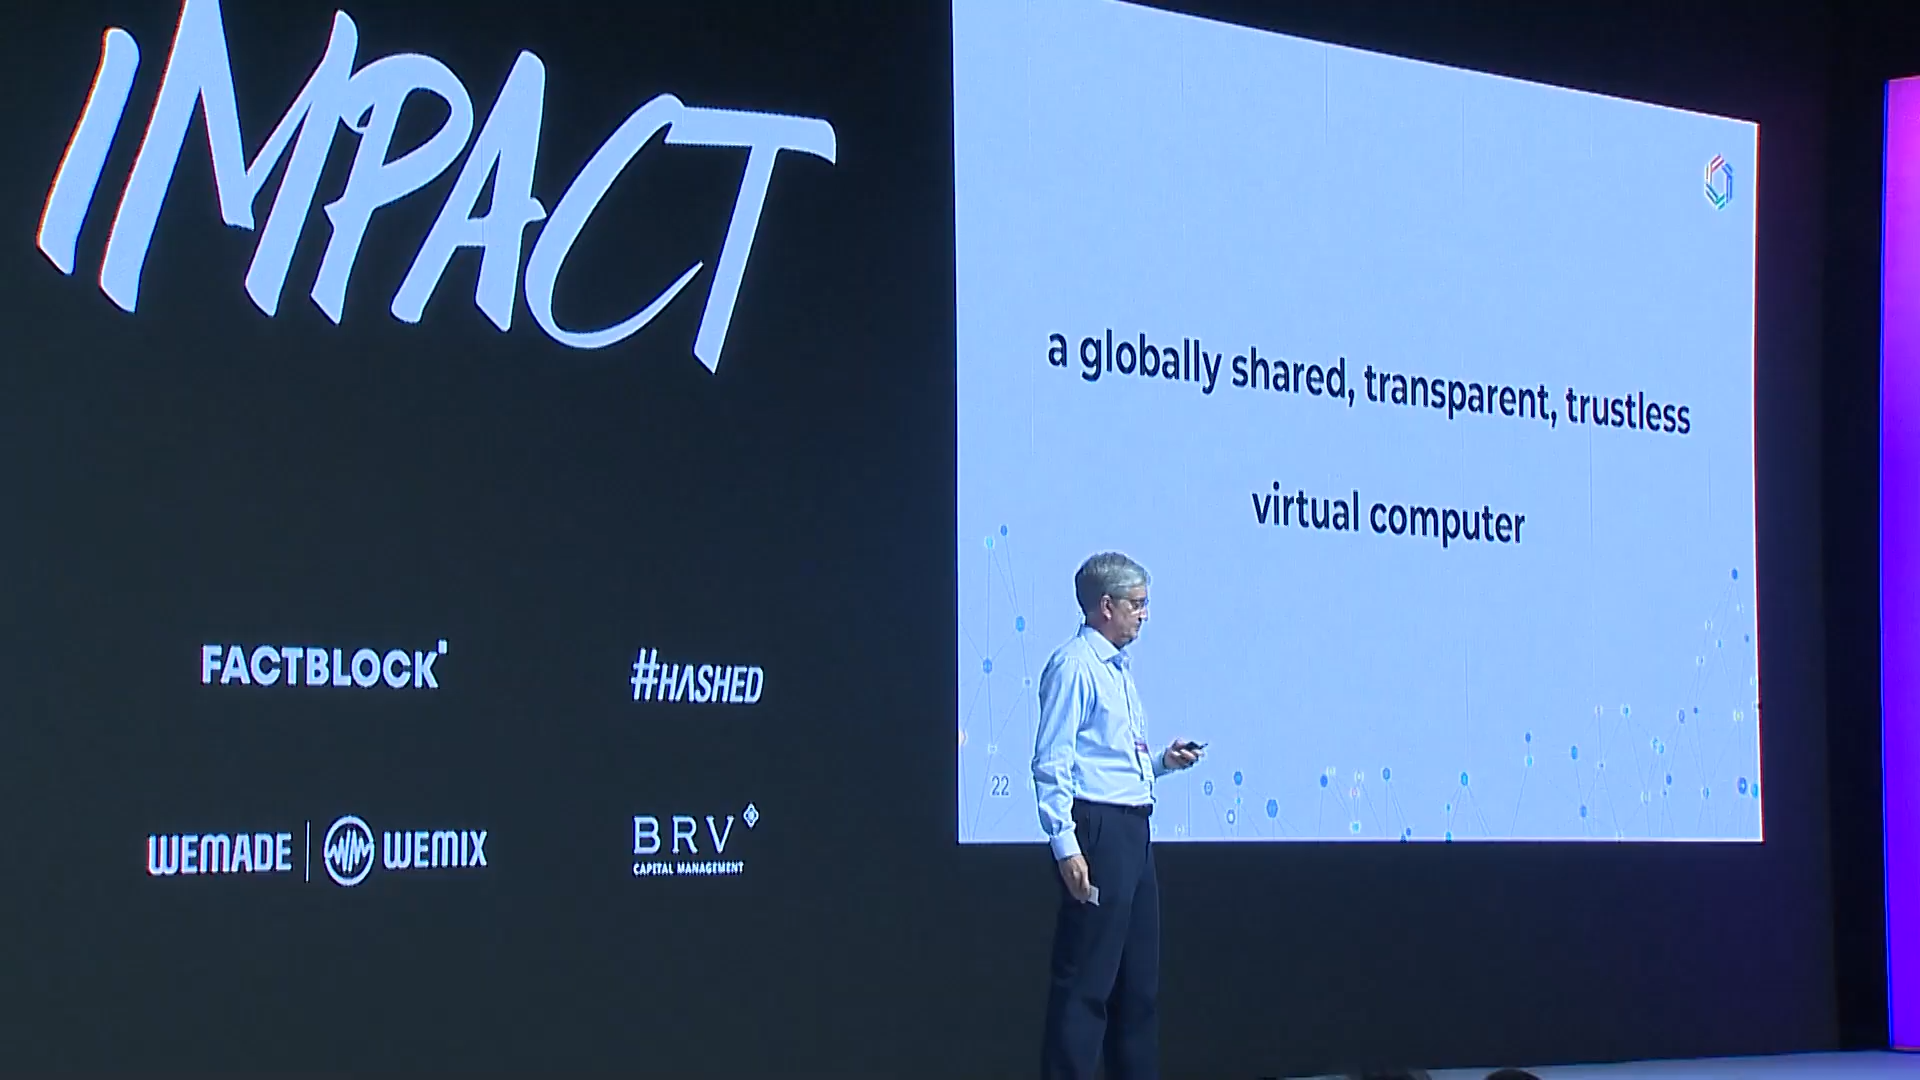 IMPACT
FACTBLOCK
#HASHED
WEMADE | WEMIX
BRV
CAPITAL MANAGEMENT
a globally shared, transparent, trustless
virtual computer
22